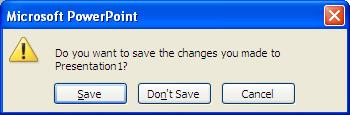 Microsoft PowerPoint
Do you want to save the changes you made to
Presentation1?
Save Don't Save Cancel